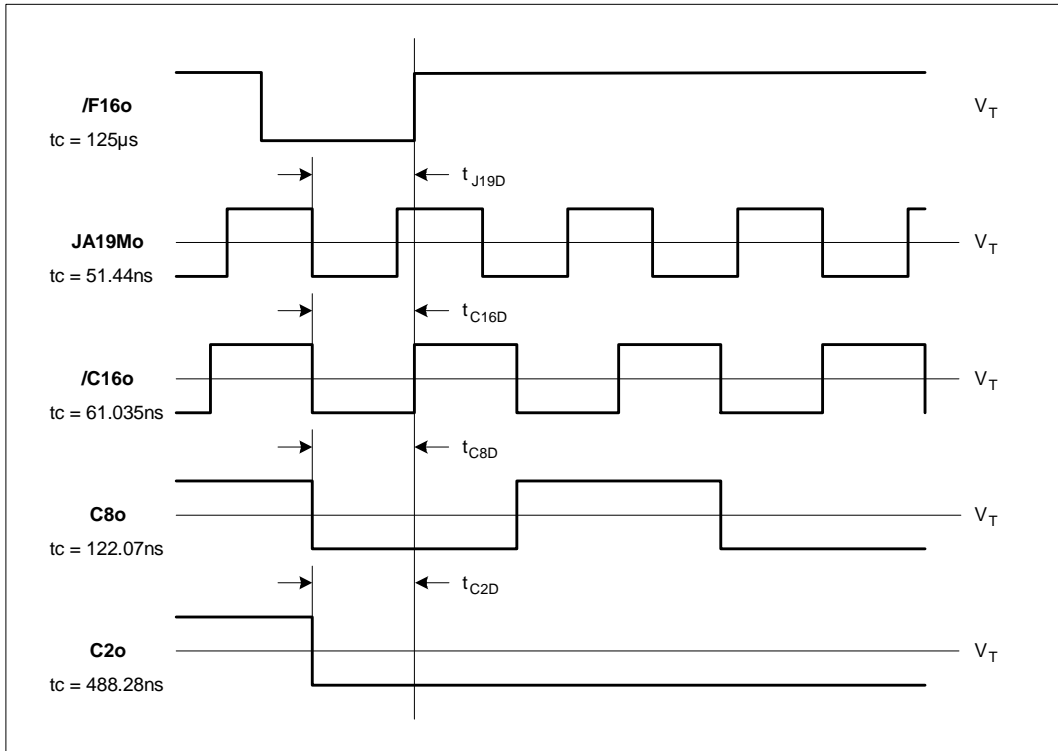 /F16o
tc = 125µs
V_T
t_J19D
JA19Mo
tc = 51.44ns
V_T
t_C16D
/C16o
tc = 61.035ns
V_T
t_C8D
C8o
tc = 122.07ns
V_T
t_C2D
C2o
tc = 488.28ns
V_T